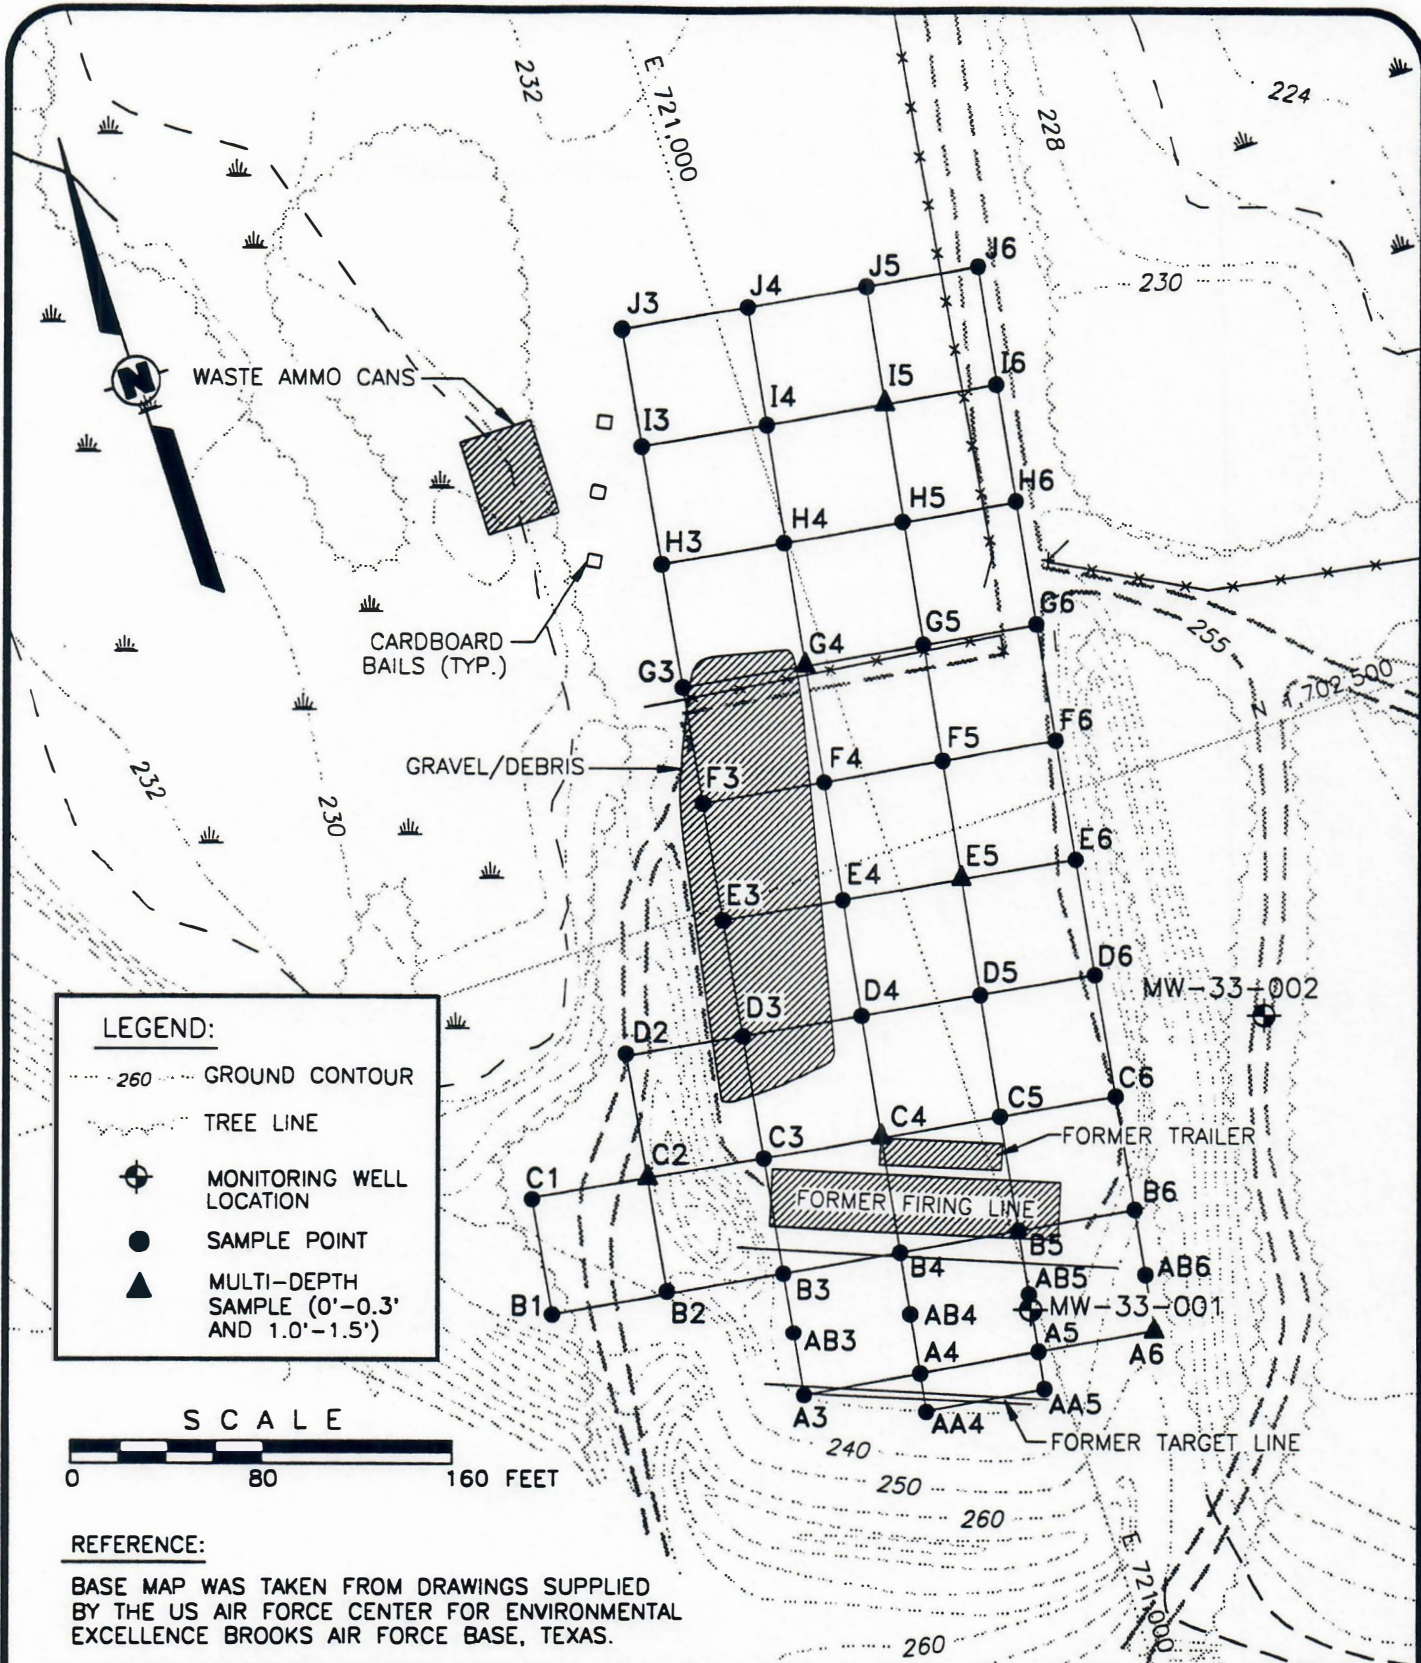 232
E 721,000
224
228
230
J3
J4
J5
J6
WASTE AMMO CANS
I3
I4
I5
I6
H3
H4
H5
H6
CARDBOARD
BAILS (TYP.)
G3
G4
G5
G6
255
702,500
GRAVEL/DEBRIS
F3
F4
F5
F6
232
230
E3
E4
E5
E6
D2
D3
D4
D5
D6
MW-33-002
C1
C2
C3
C4
C5
C6
FORMER TRAILER
FORMER FIRING LINE
B1
B2
B3
B4
B5
B6
AB3
AB4
AB5
AB6
MW-33-001
A3
A4
A5
A6
AA4
AA5
FORMER TARGET LINE
240
250
260
E 721,000
260
N
LEGEND:
260 GROUND CONTOUR
TREE LINE
MONITORING WELL
LOCATION
SAMPLE POINT
MULTI-DEPTH
SAMPLE (0'-0.3'
AND 1.0'-1.5')
SCALE
0 80 160 FEET
REFERENCE:
BASE MAP WAS TAKEN FROM DRAWINGS SUPPLIED
BY THE US AIR FORCE CENTER FOR ENVIRONMENTAL
EXCELLENCE BROOKS AIR FORCE BASE, TEXAS.